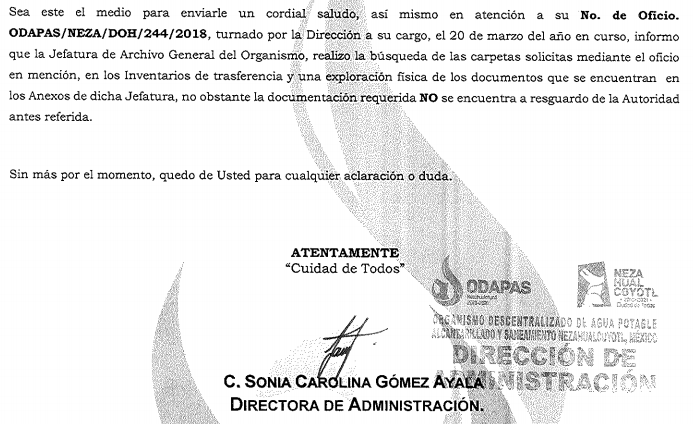 Sea este el medio para enviarle un cordial saludo, así mismo en atención a su No. de Oficio.
ODAPAS/NEZA/DOH/244/2018, turnado por la Dirección a su cargo, el 20 de marzo del año en curso, informo
que la Jefatura de Archivo General del Organismo, realizo la búsqueda de las carpetas solicitas mediante el oficio
en mención, en los Inventarios de trasferencia y una exploración física de los documentos que se encuentran en
los Anexos de dicha Jefatura, no obstante la documentación requerida NO se encuentra a resguardo de la Autoridad
antes referida.
Sin más por el momento, quedo de Usted para cualquier aclaración o duda.
ATENTAMENTE
“Cuidad de Todos”
ODAPAS
NEZA
HUAL
COYOTL
Ciudad de Todos
ORGANISMO DESCENTRALIZADO DE AGUA POTABLE
ALCANTARILLADO Y SANEAMIENTO NEZAHUALCOYOTL, MÉXICO
DIRECCIÓN DE
ADMINISTRACIÓN
C. SONIA CAROLINA GÓMEZ AYALA
DIRECTORA DE ADMINISTRACIÓN.